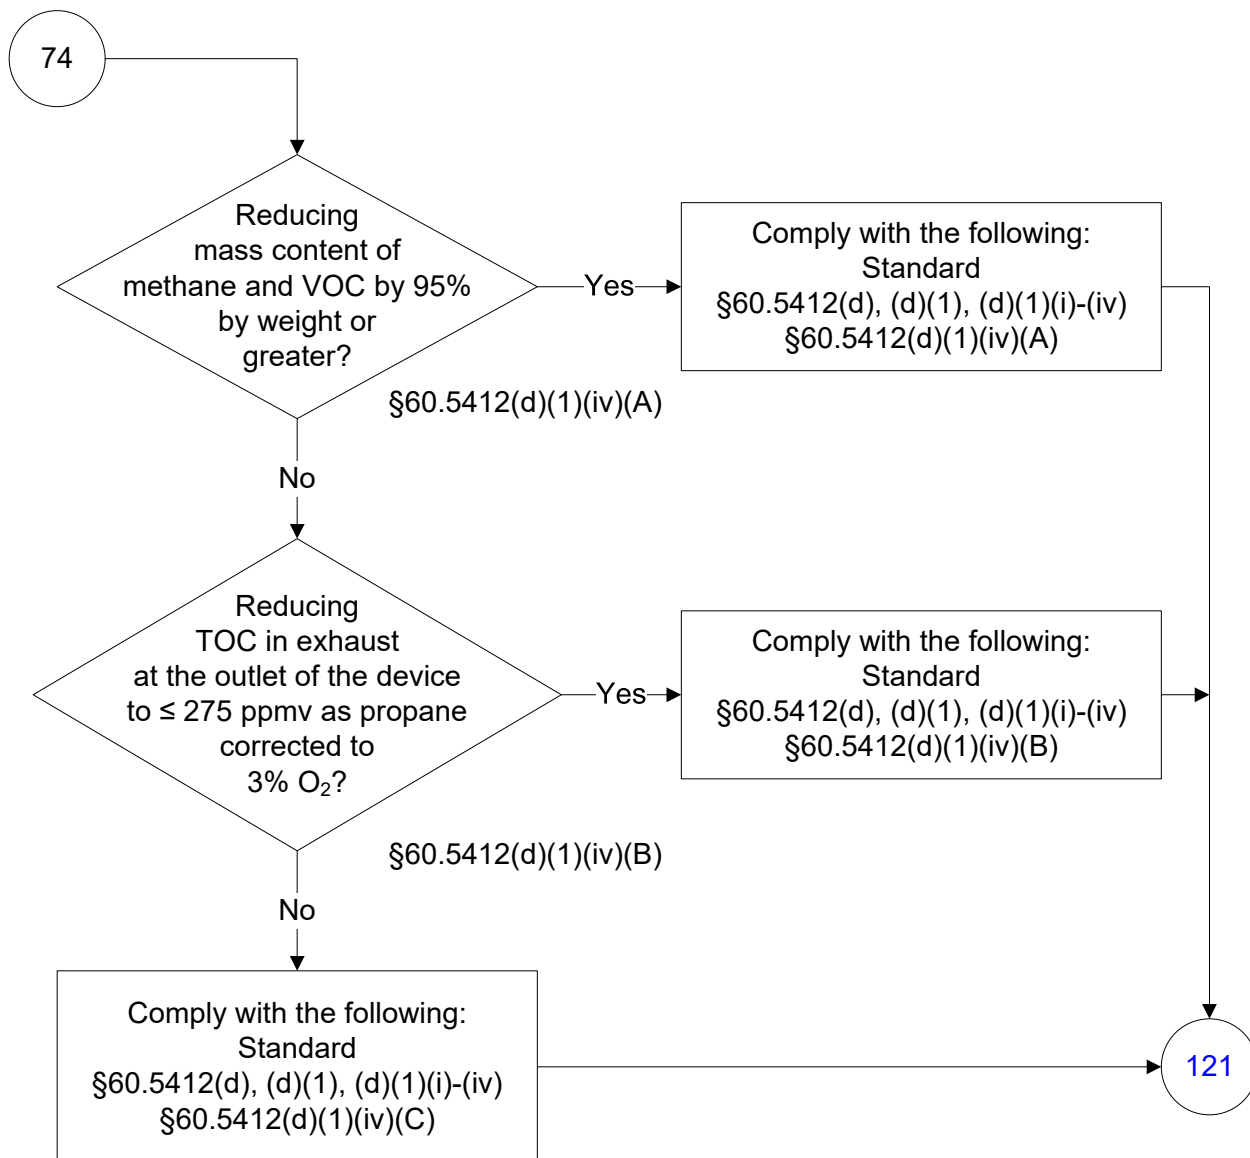 74
Reducing
mass content of
methane and VOC by 95%
by weight or
greater?
Yes
Comply with the following:
Standard
§60.5412(d), (d)(1), (d)(1)(i)-(iv)
§60.5412(d)(1)(iv)(A)
§60.5412(d)(1)(iv)(A)
No
Reducing
TOC in exhaust
at the outlet of the device
to ≤ 275 ppmv as propane
corrected to
3% O₂?
Yes
Comply with the following:
Standard
§60.5412(d), (d)(1), (d)(1)(i)-(iv)
§60.5412(d)(1)(iv)(B)
§60.5412(d)(1)(iv)(B)
No
Comply with the following:
Standard
§60.5412(d), (d)(1), (d)(1)(i)-(iv)
§60.5412(d)(1)(iv)(C)
121